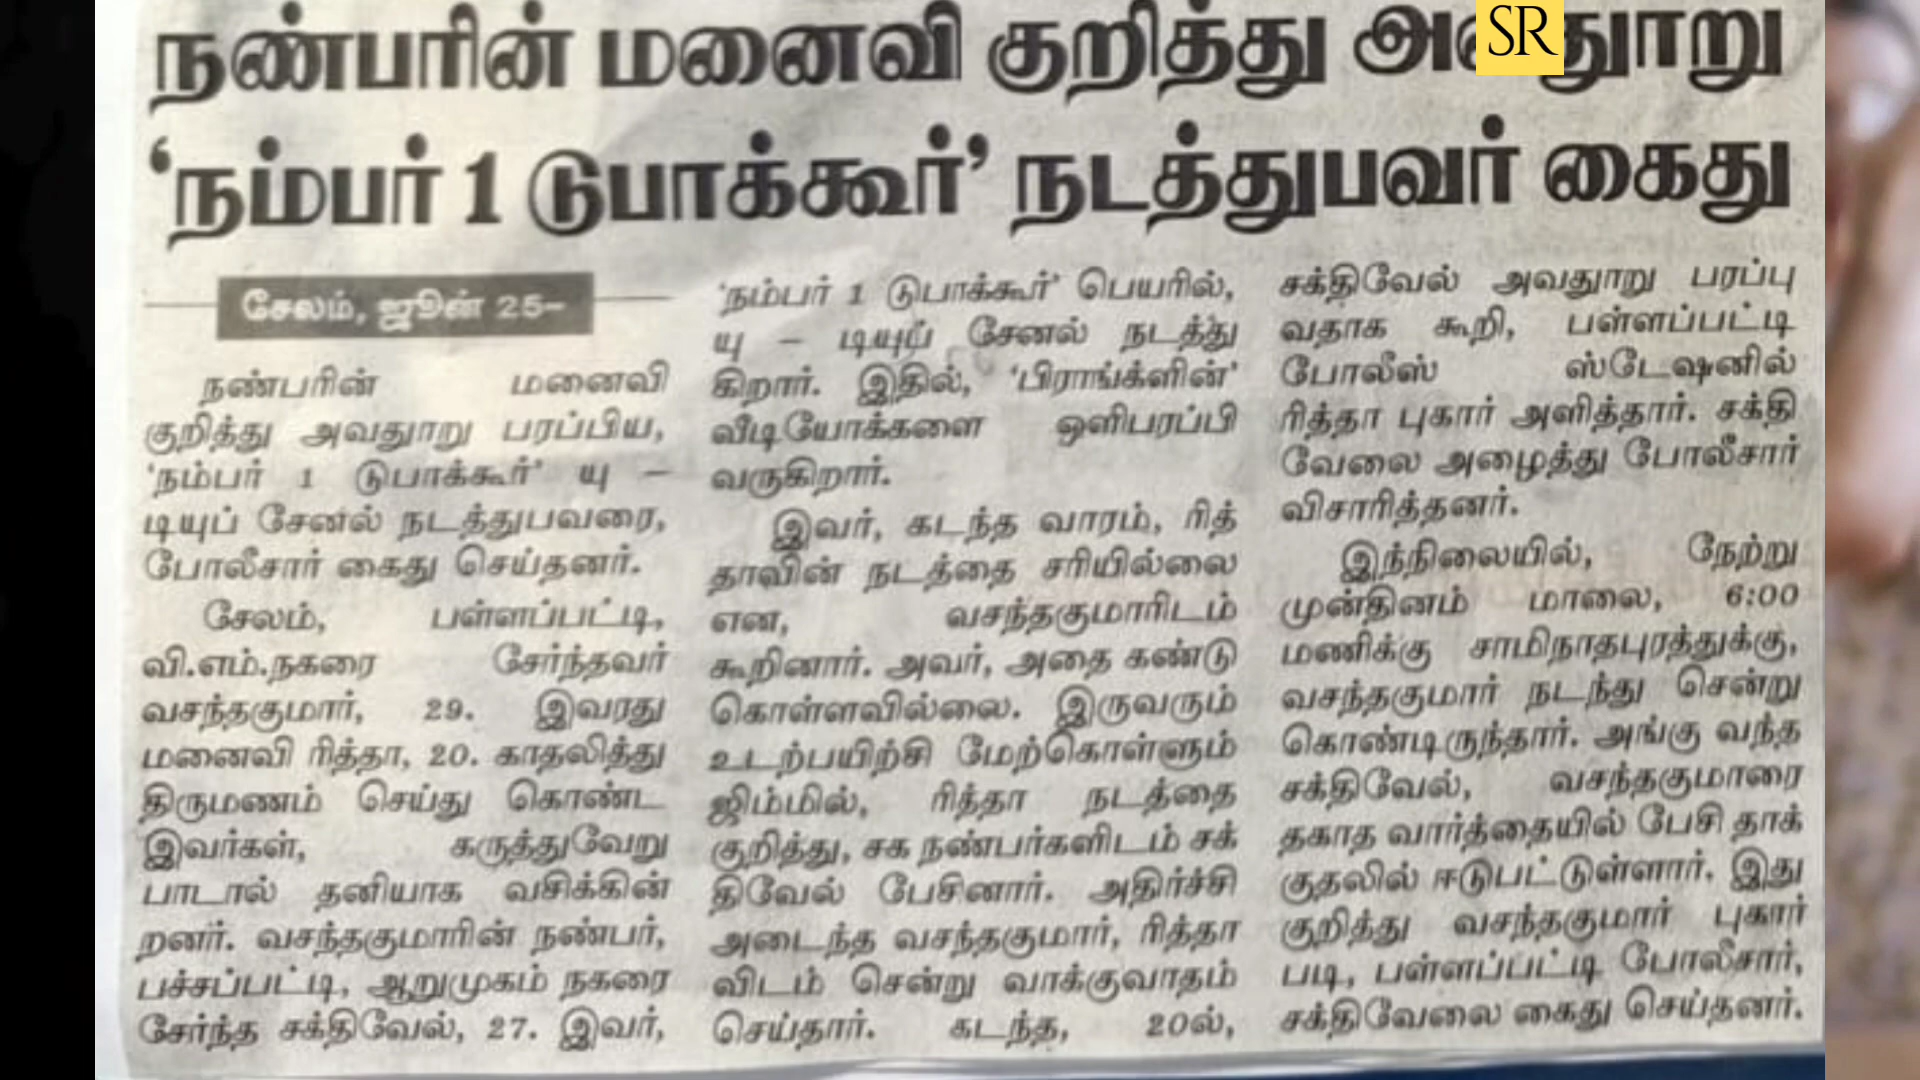 நண்பரின் மனைவி குறித்து
SR
'நம்பர் 1 டுபாக்கூர்' நடத்துபவர் கைது
சேலம், ஜூன் 25–
நண்பரின் மனைவி
குறித்து அவதூறு பரப்பிய,
'நம்பர் 1 டுபாக்கூர்' யு –
டியுப் சேனல் நடத்துபவரை,
போலீசார் கைது செய்தனர்.
சேலம், பள்ளப்பட்டி,
வி.எம்.நகரை சேர்ந்தவர்
வசந்தகுமார், 29. இவரது
மனைவி ரித்தா, 20. காதலித்து
திருமணம் செய்து கொண்ட
இவர்கள், கருத்துவேறு
பாடால் தனியாக வசிக்கின்
றனர். வசந்தகுமாரின் நண்பர்,
பச்சப்பட்டி, ஆறுமுகம் நகரை
சேர்ந்த சக்திவேல், 27. இவர்,
'நம்பர் 1 டுபாக்கூர்' பெயரில்,
யு – டியுப் சேனல் நடத்து
கிறார். இதில், 'பிராங்க்ளின்'
வீடியோக்களை ஒளிபரப்பி
வருகிறார்.
இவர், கடந்த வாரம், ரித்
தாவின் நடத்தை சரியில்லை
என, வசந்தகுமாரிடம்
கூறினார். அவர், அதை கண்டு
கொள்ளவில்லை. இருவரும்
உடற்பயிற்சி மேற்கொள்ளும்
ஜிம்மில், ரித்தா நடத்தை
குறித்து, சக நண்பர்களிடம் சக்
திவேல் பேசினார். அதிர்ச்சி
அடைந்த வசந்தகுமார், ரித்தா
விடம் சென்று வாக்குவாதம்
செய்தார். கடந்த, 20ல்,
சக்திவேல் அவதூறு பரப்பு
வதாக கூறி, பள்ளப்பட்டி
போலீஸ் ஸ்டேஷனில்
ரித்தா புகார் அளித்தார். சக்தி
வேலை அழைத்து போலீசார்
விசாரித்தனர்.
இந்நிலையில், நேற்று
முன்தினம் மாலை, 6:00
மணிக்கு சாமிநாதபுரத்துக்கு,
வசந்தகுமார் நடந்து சென்று
கொண்டிருந்தார். அங்கு வந்த
சக்திவேல், வசந்தகுமாரை
தகாத வார்த்தையில் பேசி தாக்
குதலில் ஈடுபட்டுள்ளார். இது
குறித்து வசந்தகுமார் புகார்
படி, பள்ளப்பட்டி போலீசார்,
சக்திவேலை கைது செய்தனர்.